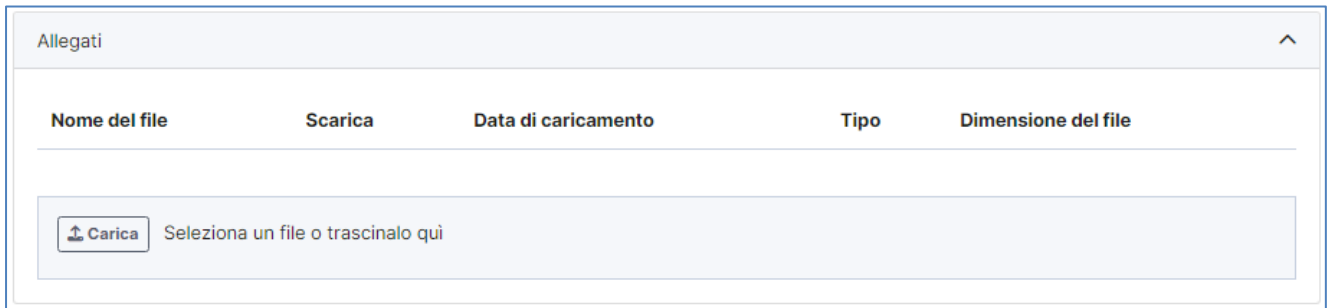 Allegati
Nome del file Scarica Data di caricamento Tipo Dimensione del file
Carica Seleziona un file o trascinalo quì